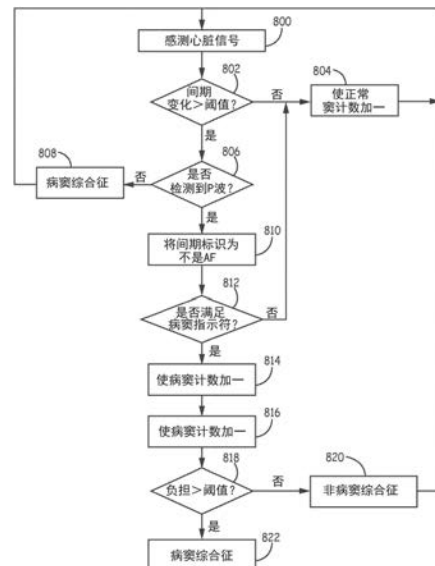 800
感测心脏信号
802
间期
变化>阈值?
否
804
使正常
窦计数加一
是
806
是否
检测到P波?
否
808
病窦综合征
是
810
将间期标识为
不是AF
812
是否满足
病窦指示符?
否
是
814
使病窦计数加一
816
使病窦计数加一
818
负担>阈值?
否
820
非病窦综合征
是
822
病窦综合征